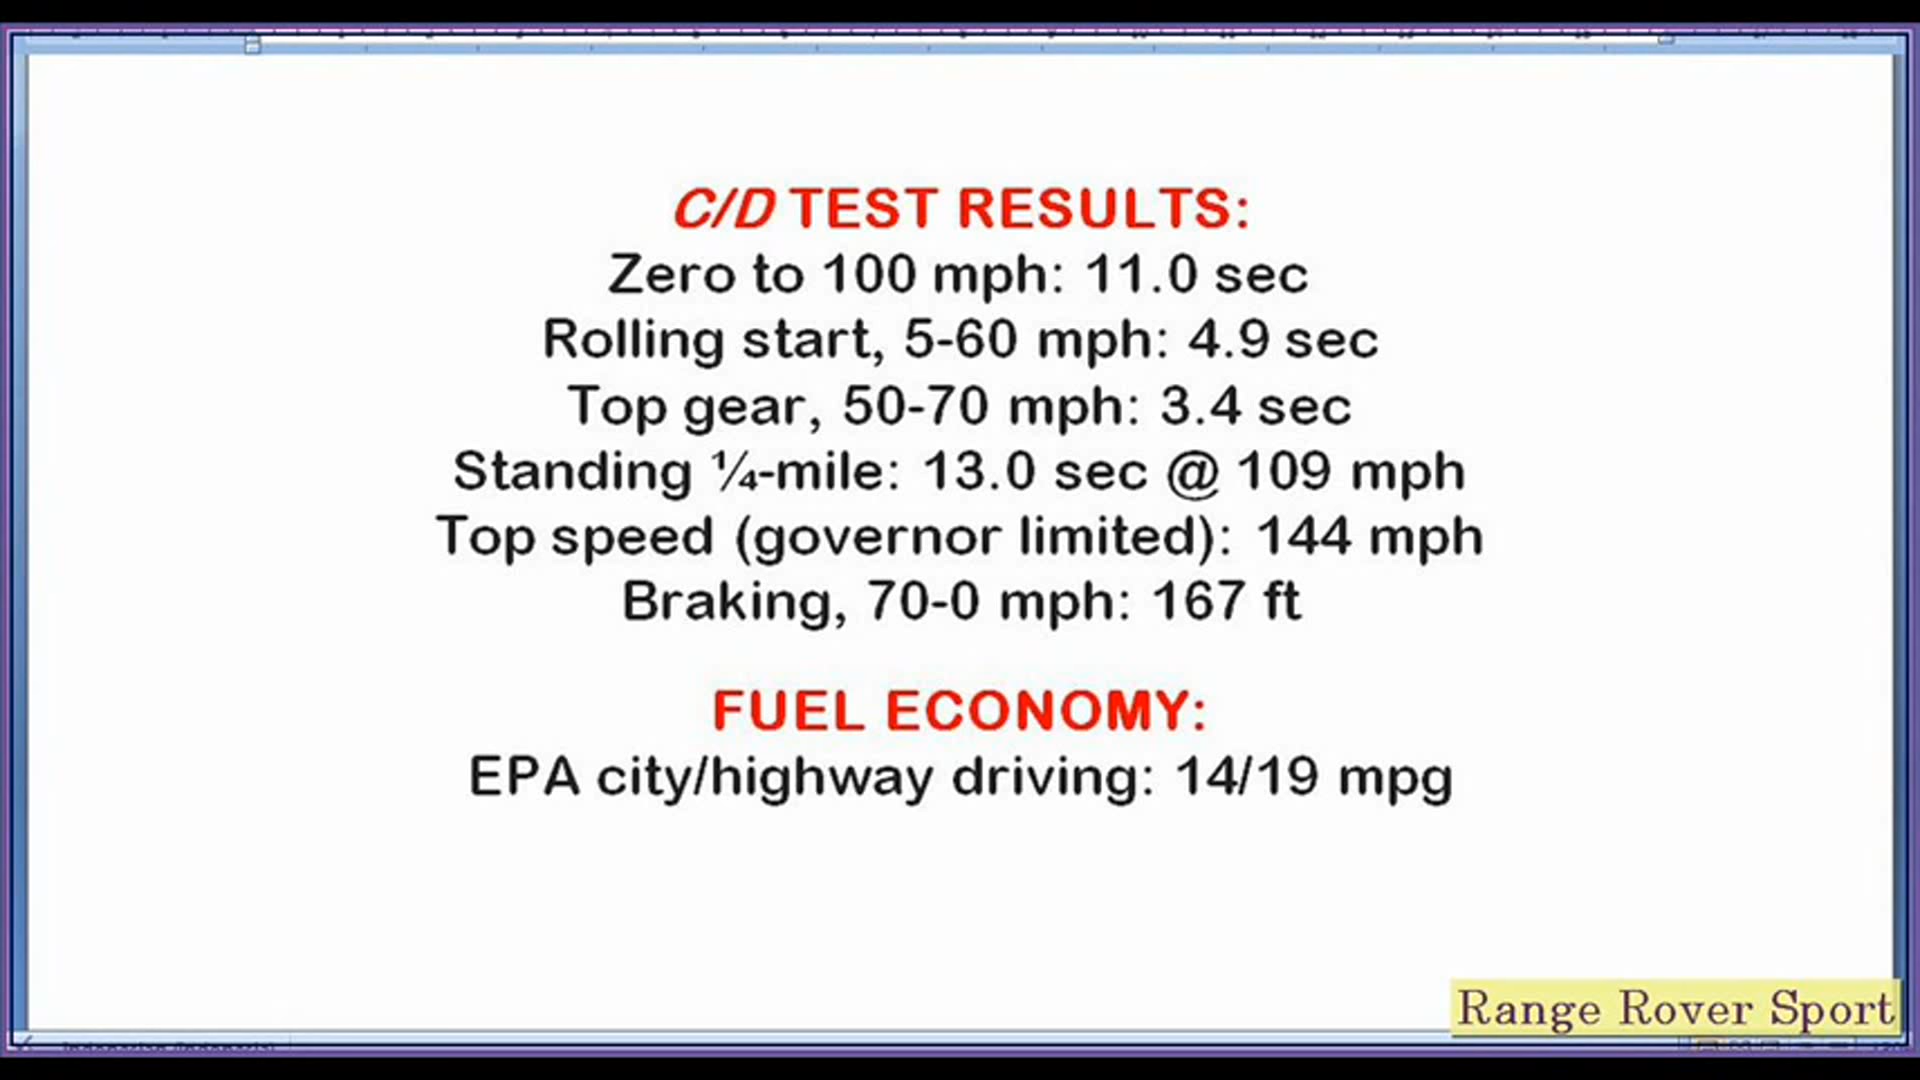 C/D TEST RESULTS:
Zero to 100 mph: 11.0 sec
Rolling start, 5-60 mph: 4.9 sec
Top gear, 50-70 mph: 3.4 sec
Standing ¼-mile: 13.0 sec @ 109 mph
Top speed (governor limited): 144 mph
Braking, 70-0 mph: 167 ft
FUEL ECONOMY:
EPA city/highway driving: 14/19 mpg
Range Rover Sport